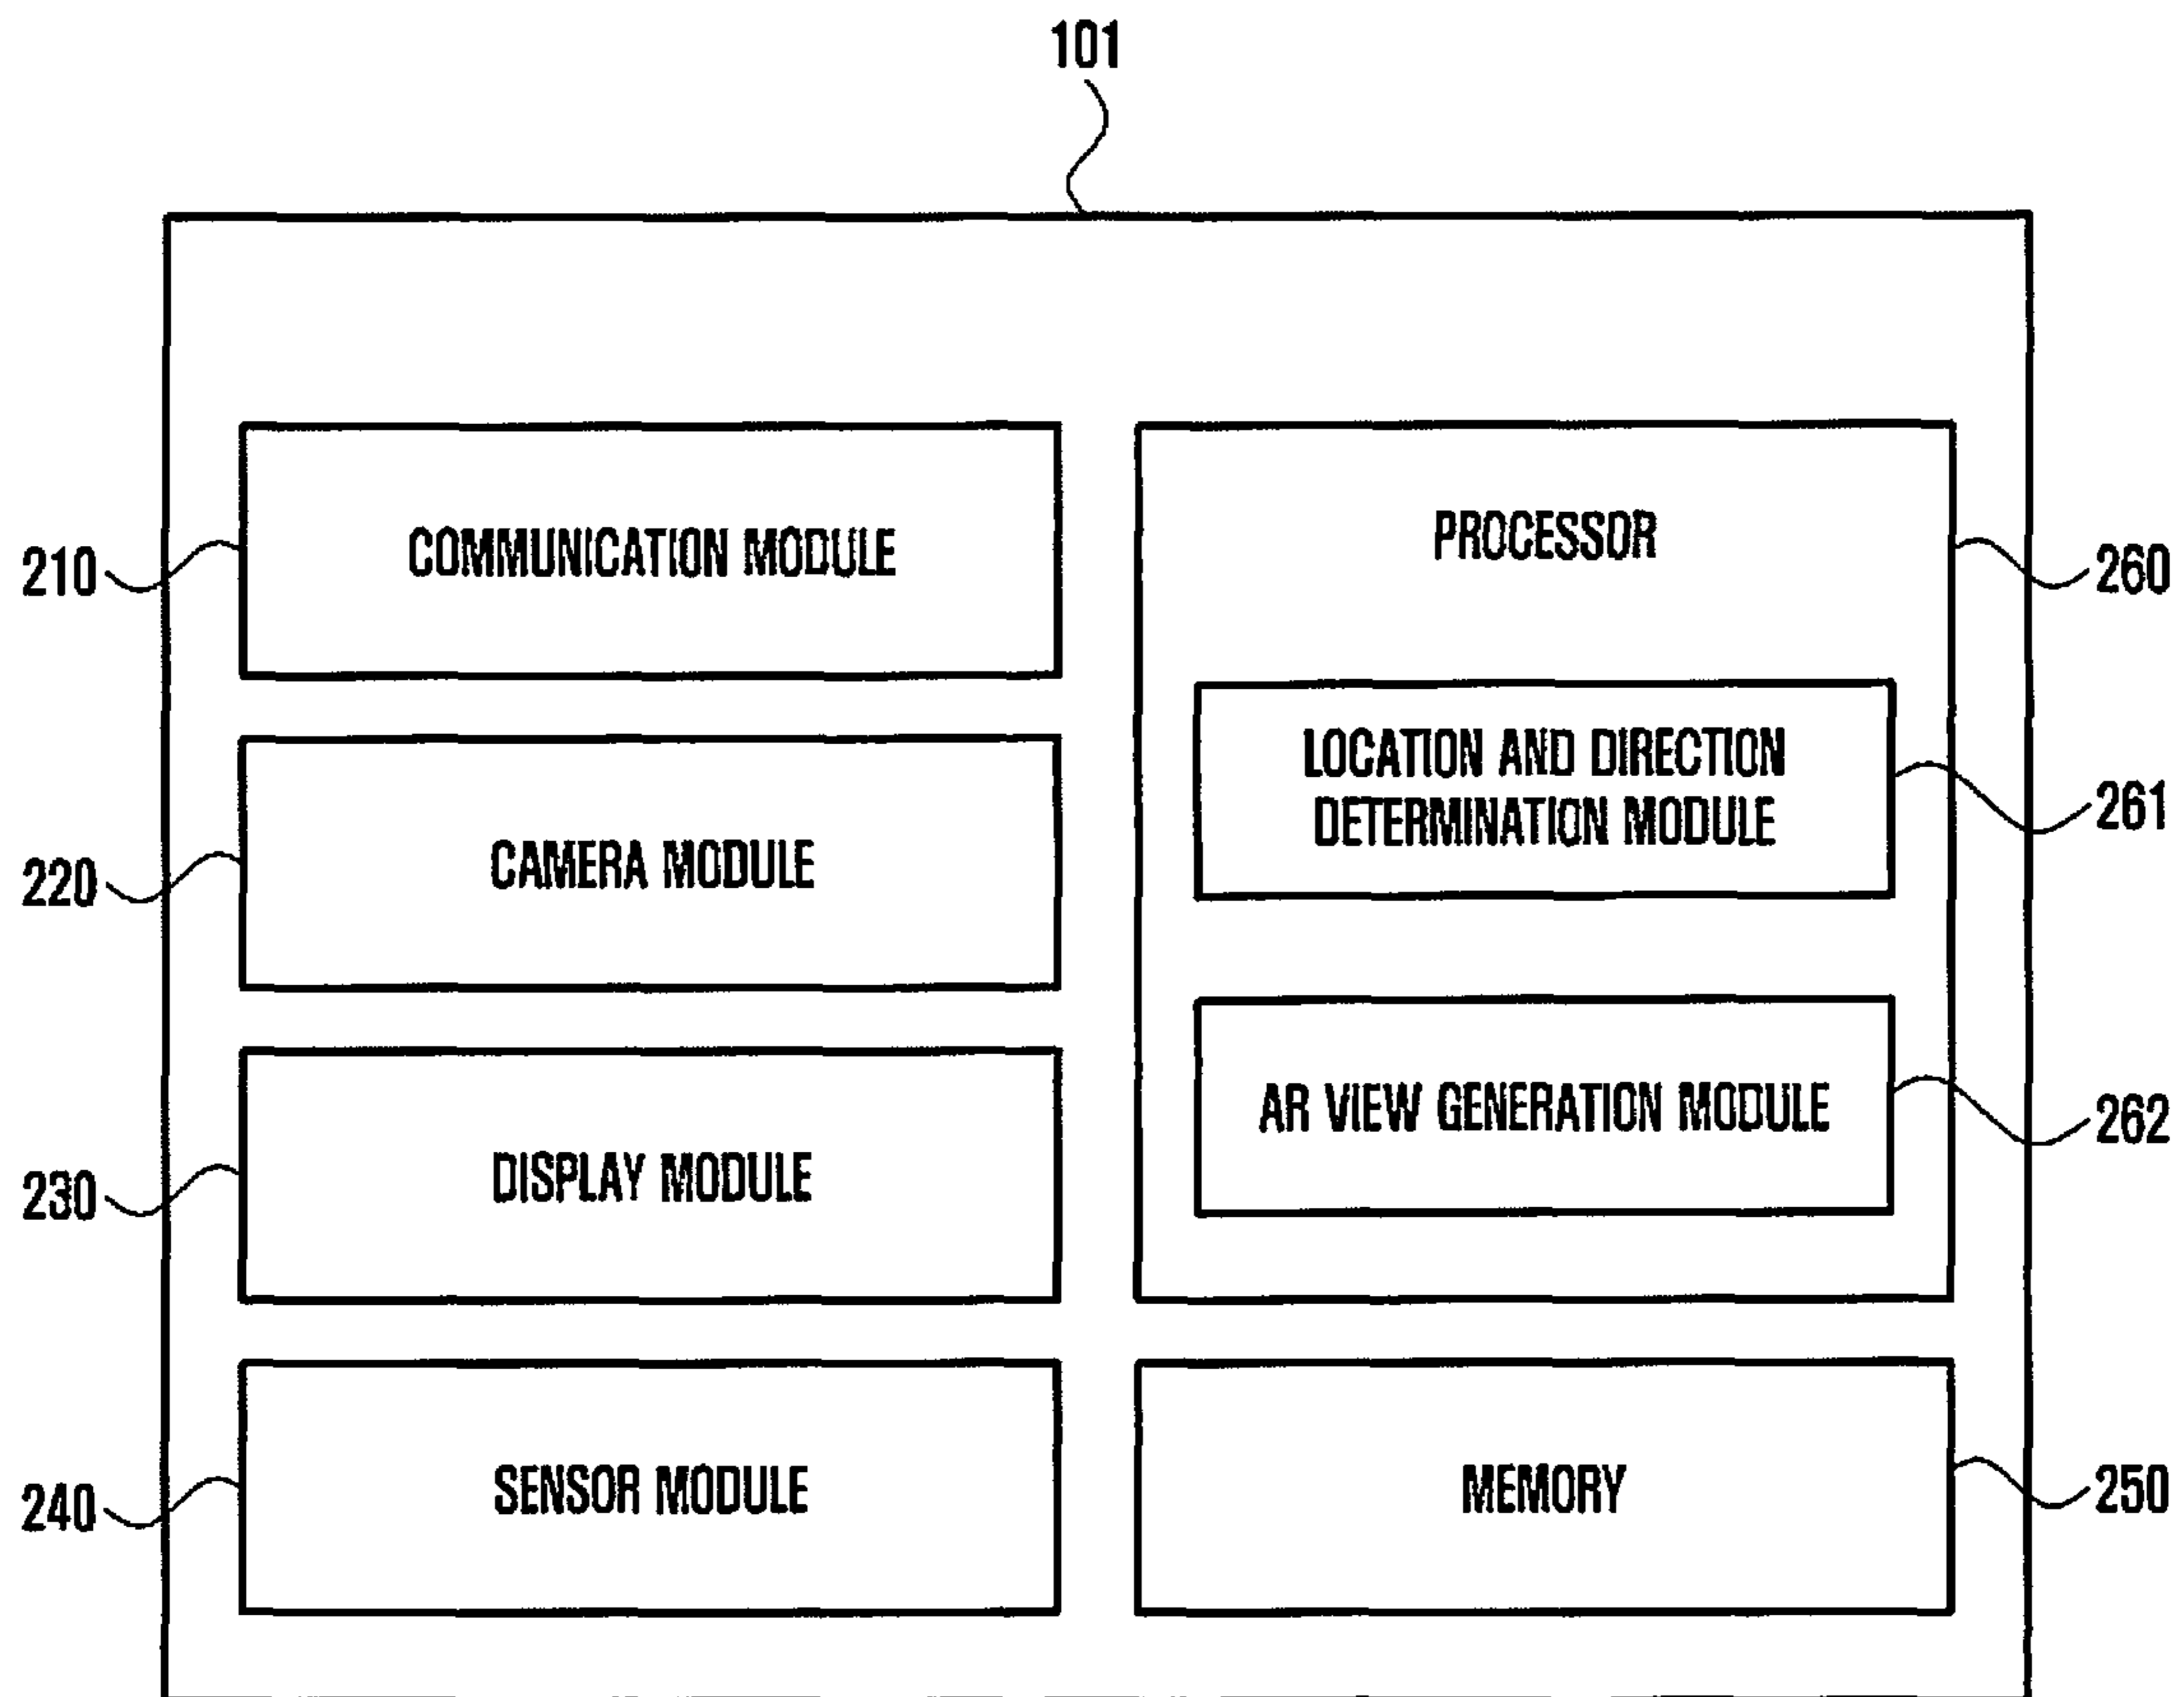 101
210
COMMUNICATION MODULE
PROCESSOR
260
LOCATION AND DIRECTION
DETERMINATION MODULE
261
220
CAMERA MODULE
AR VIEW GENERATION MODULE
262
230
DISPLAY MODULE
240
SENSOR MODULE
MEMORY
250